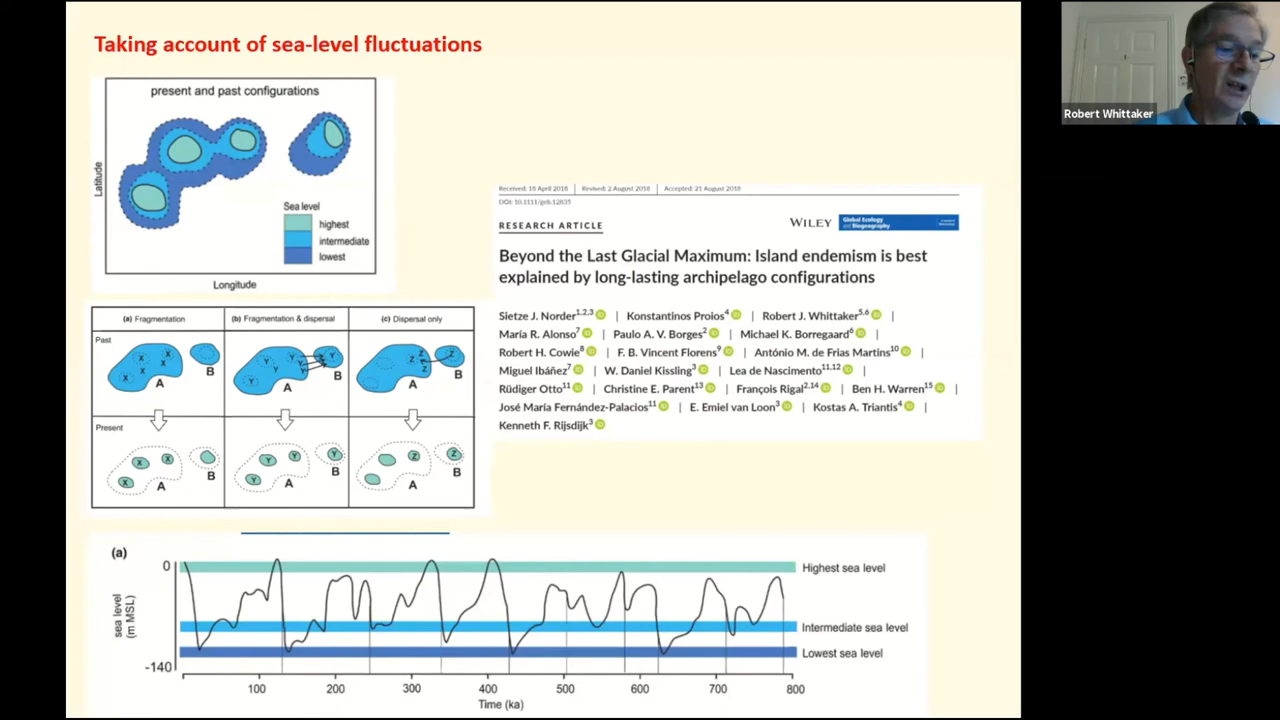 Taking account of sea-level fluctuations
Robert Whittaker
present and past configurations
Latitude
Sea level
highest
intermediate
lowest
Longitude
Received: 18 April 2018 | Revised: 2 August 2018 | Accepted: 21 August 2018
DOI: 10.1111/geb.12835
RESEARCH ARTICLE
WILEY
Global Ecology
and Biogeography
Beyond the Last Glacial Maximum: Island endemism is best
explained by long-lasting archipelago configurations
Sietze J. Norder1,2,3 | Konstantinos Proios4 | Robert J. Whittaker5,6 |
María R. Alonso7 | Paulo A. V. Borges2 | Michael K. Borregaard6 |
Robert H. Cowie8 | F. B. Vincent Florens9 | António M. de Frias Martins10 |
Miguel Ibáñez7 | W. Daniel Kissling3 | Lea de Nascimento11,12 |
Rüdiger Otto11 | Christine E. Parent13 | François Rigal2,14 | Ben H. Warren15 |
José María Fernández-Palacios11 | E. Emiel van Loon3 | Kostas A. Triantis4 |
Kenneth F. Rijsdijk3
(a) Fragmentation
(b) Fragmentation & dispersal
(c) Dispersal only
Past
X X X X A B
Y Y Y Y Y A B
Z Z Z Z A B
Present
X X X A B
Y Y Y Y A B
Z Z A B
(a)
0
sea level
(m MSL)
-140
Highest sea level
Intermediate sea level
Lowest sea level
100 200 300 400 500 600 700 800
Time (ka)